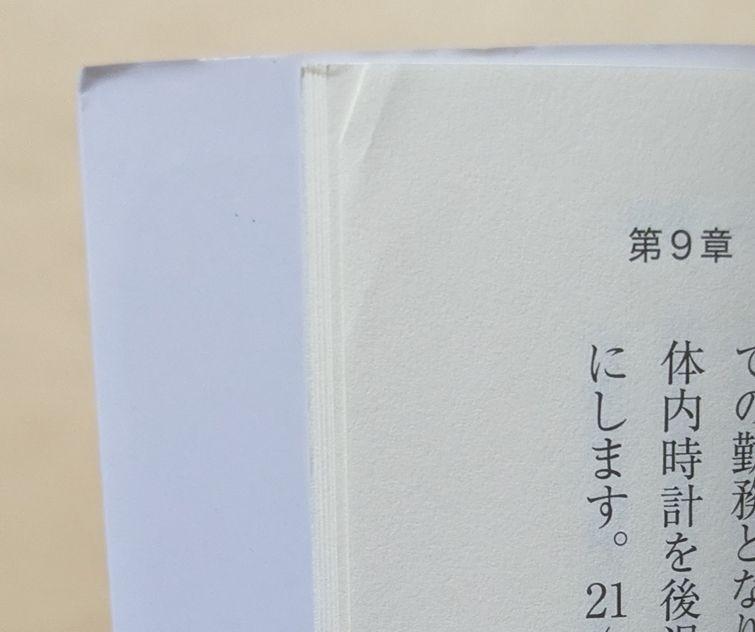 第9章
での勤務とな
体内時計を後
にします。21